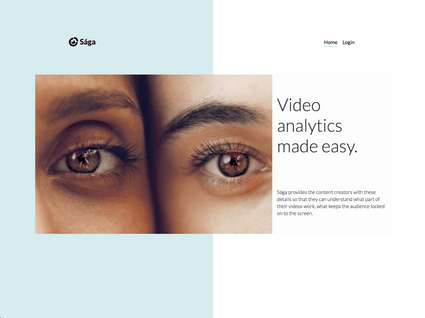 Sága
Home Login
Video
analytics
made easy.
Sága provides the content creators with these
details so that they can understand what part of
their videos work, what keeps the audience locked
on to the screen.